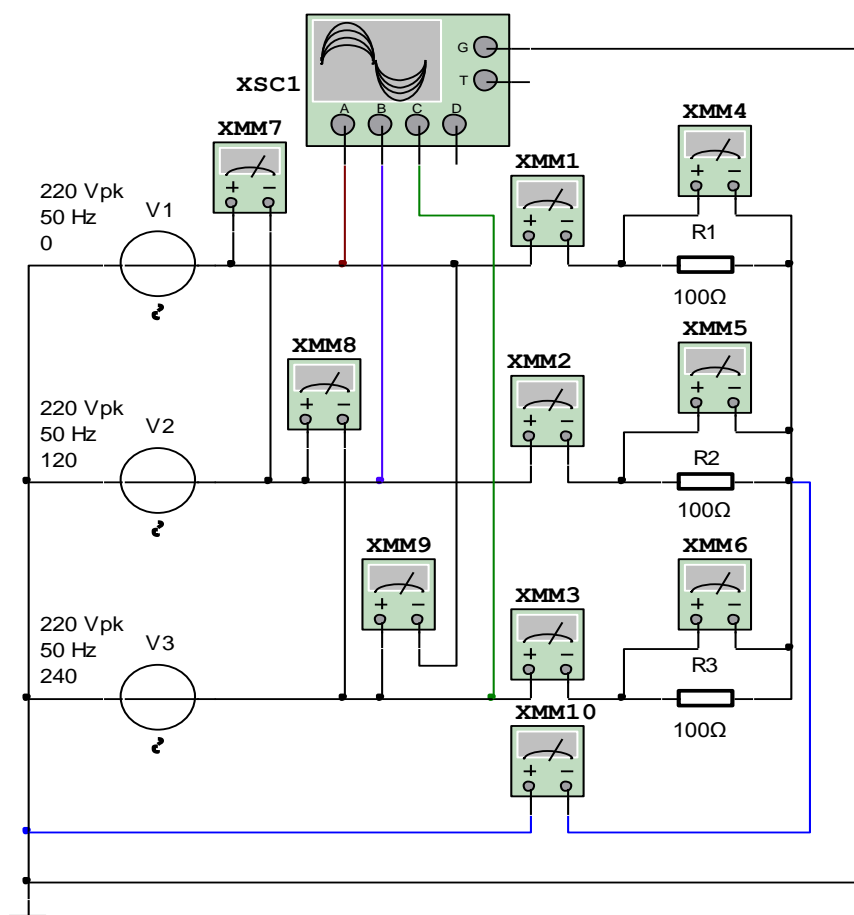 G
XSC1
T
A B C D
XMM7
XMM4
XMM1
220 Vpk
50 Hz
0
V1
+ −
+ −
+ −
R1
100Ω
XMM5
XMM8
XMM2
220 Vpk
50 Hz
120
V2
+ −
+ −
+ −
R2
100Ω
XMM9
XMM6
XMM3
220 Vpk
50 Hz
240
V3
+ −
+ −
+ −
R3
100Ω
XMM10
+ −